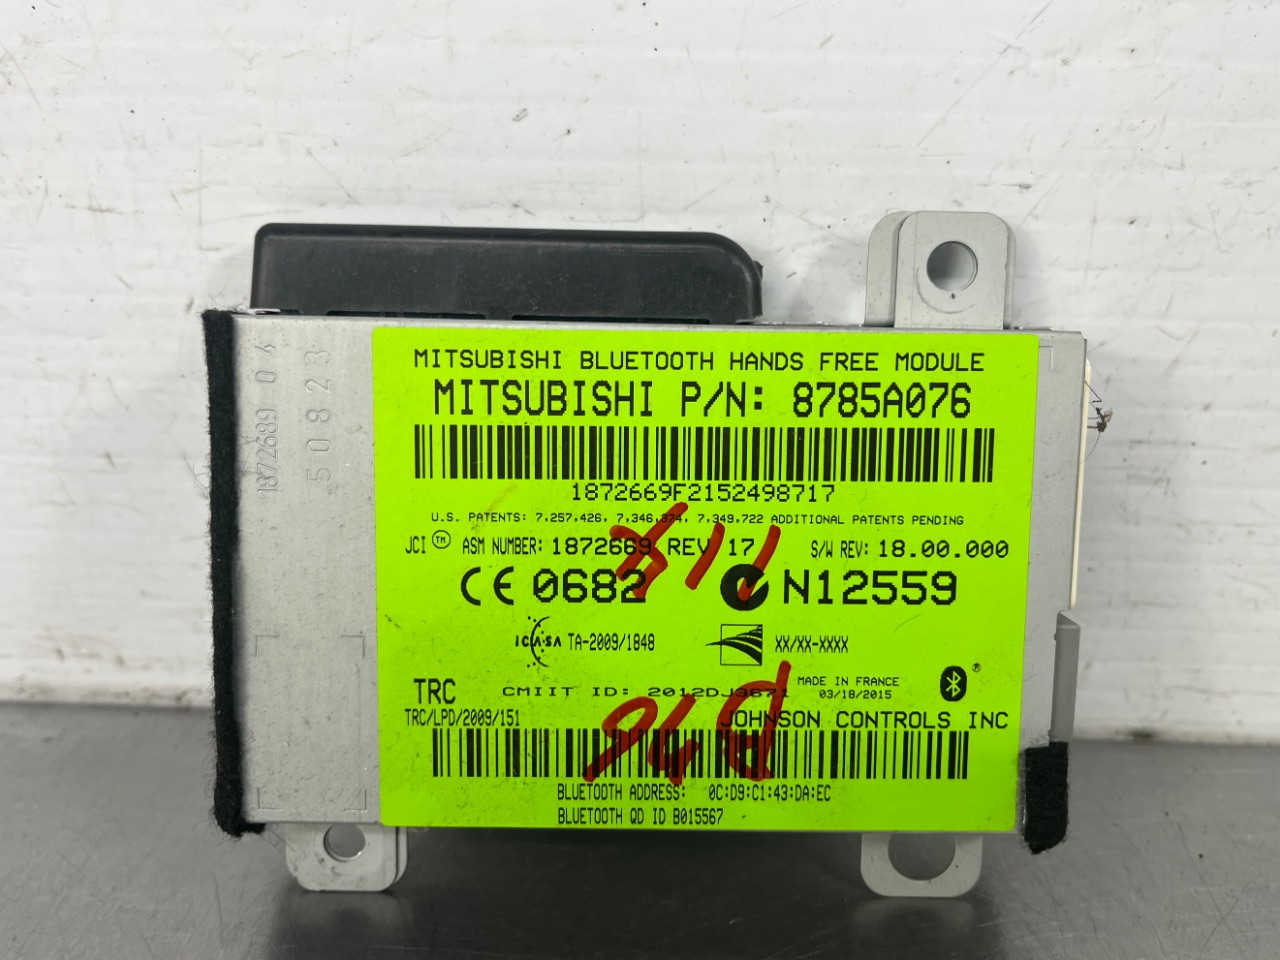 MITSUBISHI BLUETOOTH HANDS FREE MODULE
MITSUBISHI P/N: 8785A076
1872669F2152498717
U.S. PATENTS: 7,257,426, 7,346,374, 7,349,722 ADDITIONAL PATENTS PENDING
JCI TM ASM NUMBER: 1872669 REV 17 S/W REV: 18.00.000
CE 0682 N12559
ICASA TA-2009/1848 XX/XX-XXXX
TRC CMIIT ID: 2012DJ3671 MADE IN FRANCE
03/18/2015
TRC/LPD/2009/151 JOHNSON CONTROLS INC
BLUETOOTH ADDRESS: 0C:D9:C1:43:DA:EC
BLUETOOTH QD ID B015567
1872689 04
50823